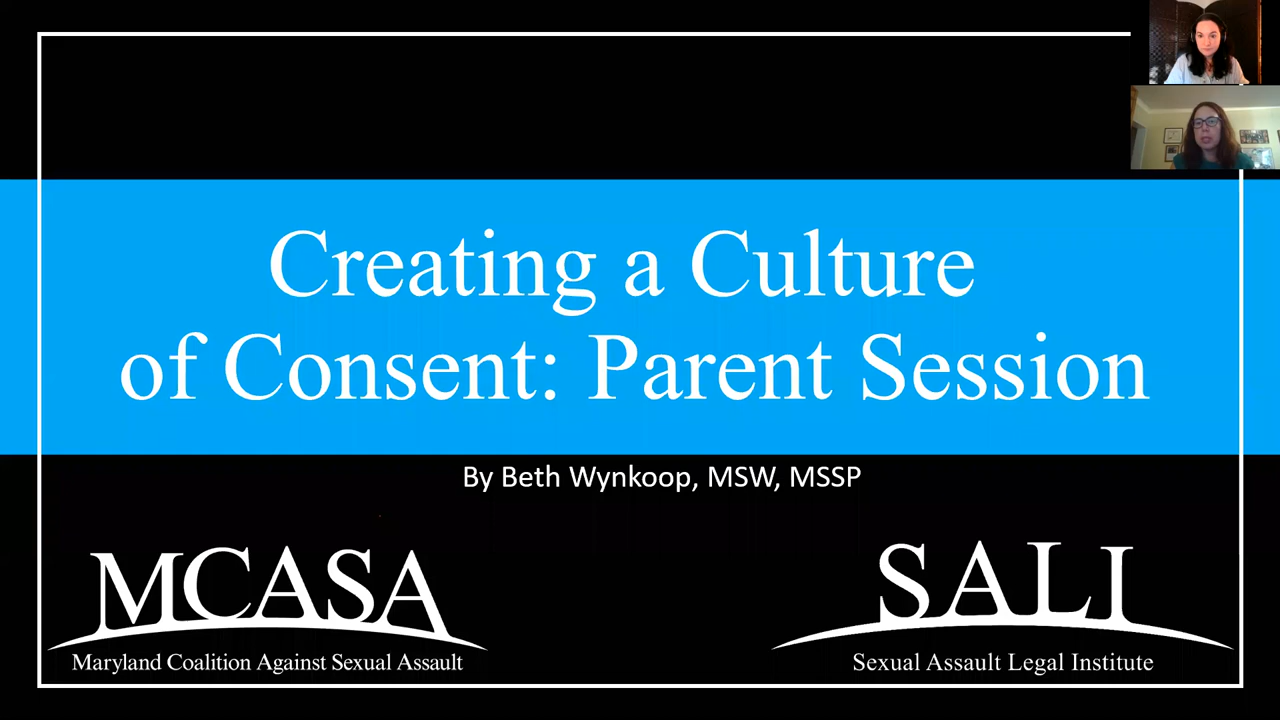 Creating a Culture
of Consent: Parent Session
By Beth Wynkoop, MSW, MSSP
MCASA
Maryland Coalition Against Sexual Assault
SALI
Sexual Assault Legal Institute